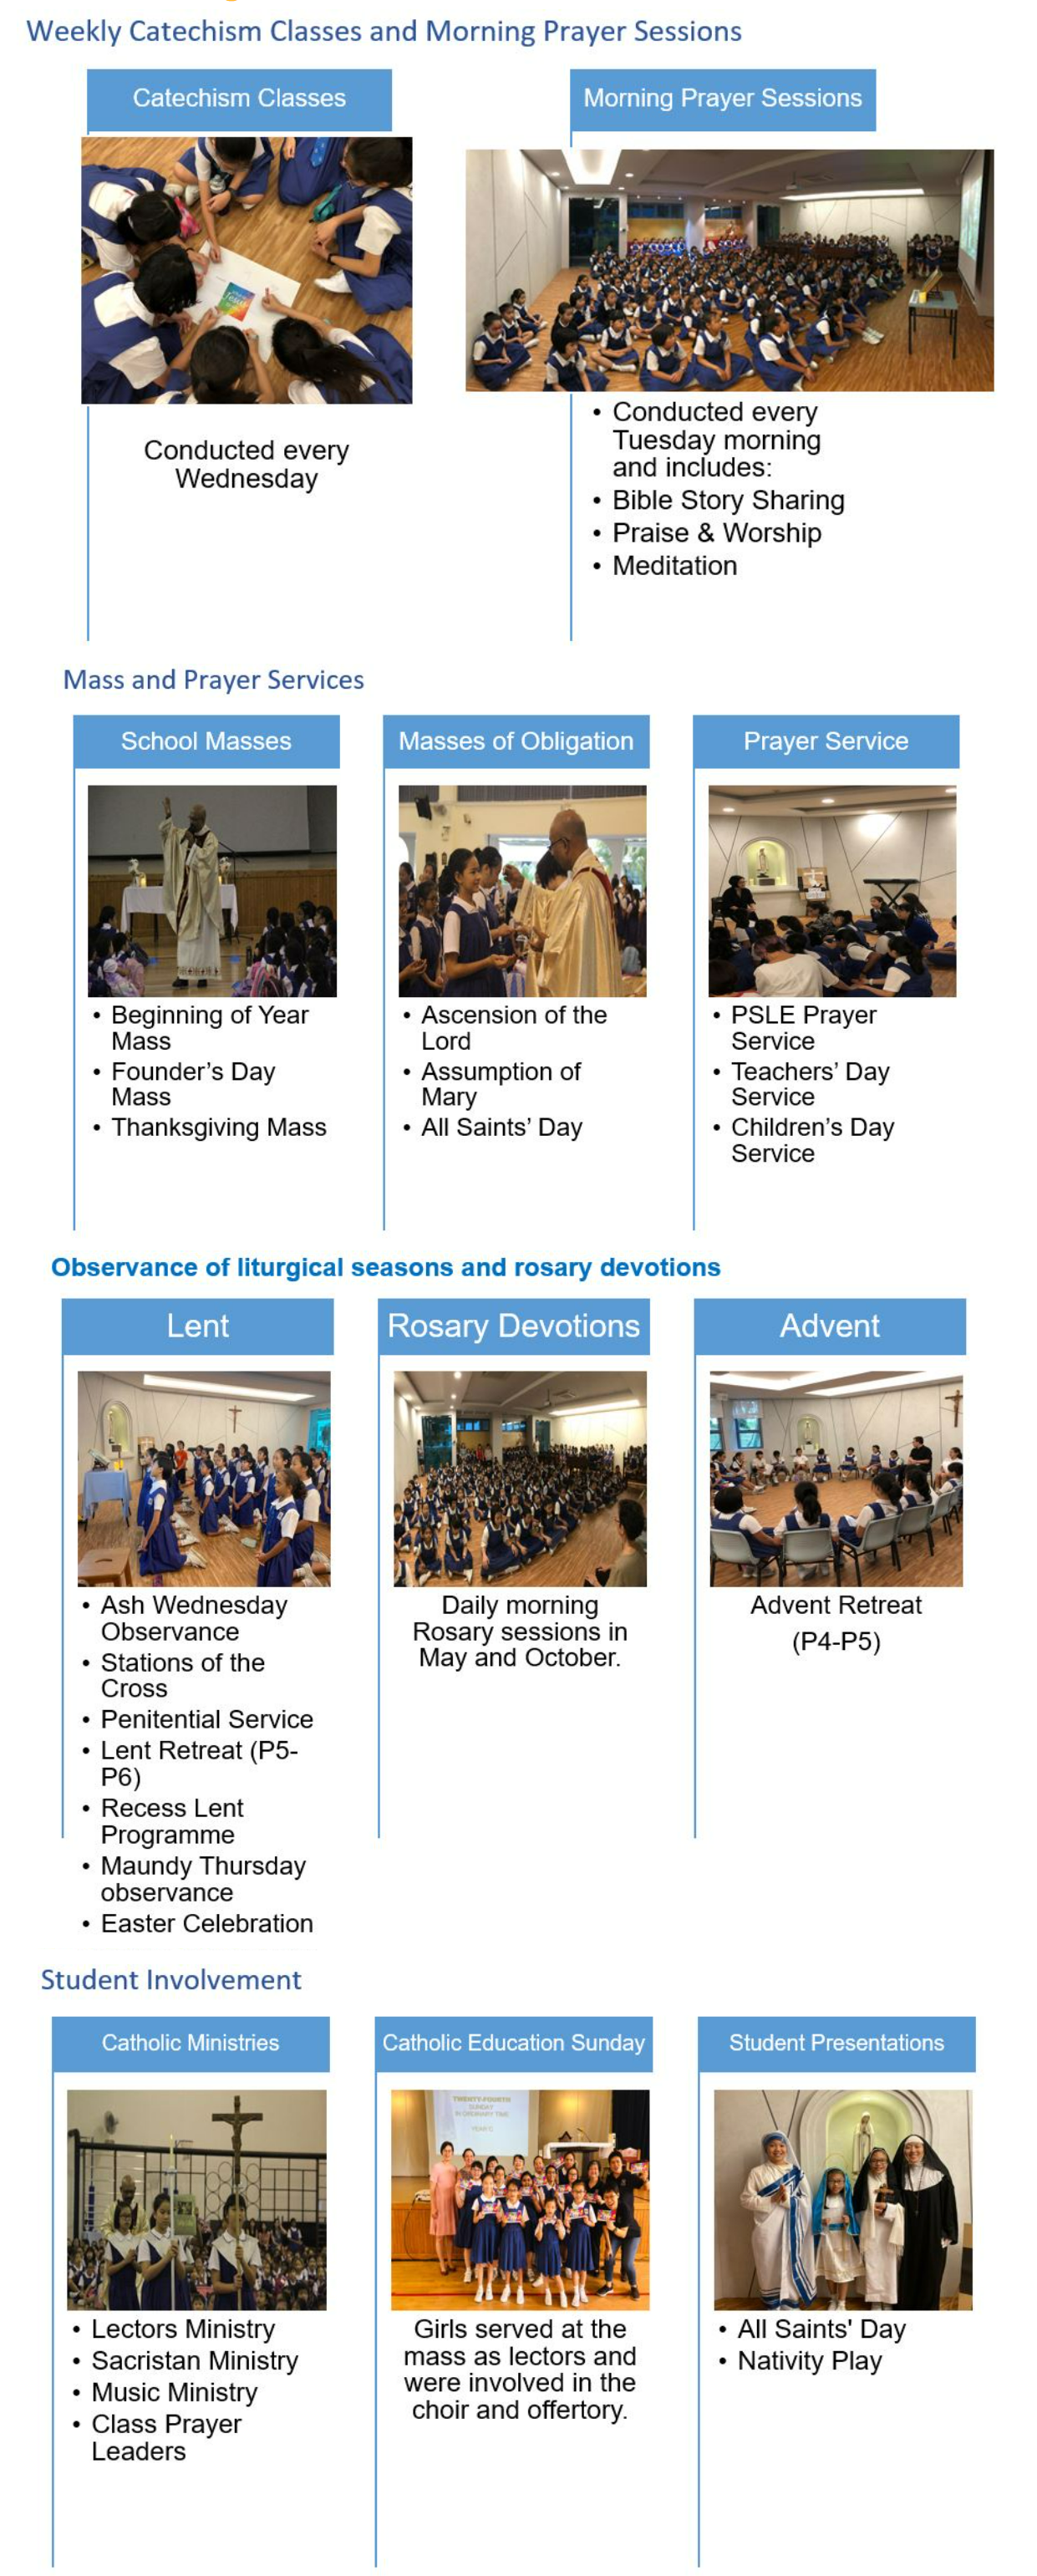 Weekly Catechism Classes and Morning Prayer Sessions
Catechism Classes
Conducted every
Wednesday
Morning Prayer Sessions
• Conducted every
Tuesday morning
and includes:
• Bible Story Sharing
• Praise & Worship
• Meditation
Mass and Prayer Services
School Masses
• Beginning of Year
Mass
• Founder’s Day
Mass
• Thanksgiving Mass
Masses of Obligation
• Ascension of the
Lord
• Assumption of
Mary
• All Saints’ Day
Prayer Service
• PSLE Prayer
Service
• Teachers’ Day
Service
• Children’s Day
Service
Observance of liturgical seasons and rosary devotions
Lent
• Ash Wednesday
Observance
• Stations of the
Cross
• Penitential Service
• Lent Retreat (P5-
P6)
• Recess Lent
Programme
• Maundy Thursday
observance
• Easter Celebration
Rosary Devotions
Daily morning
Rosary sessions in
May and October.
Advent
Advent Retreat
(P4-P5)
Student Involvement
Catholic Ministries
• Lectors Ministry
• Sacristan Ministry
• Music Ministry
• Class Prayer
Leaders
Catholic Education Sunday
TWENTY-FOURTH
SUNDAY
IN ORDINARY TIME
YEAR C
Girls served at the
mass as lectors and
were involved in the
choir and offertory.
Student Presentations
• All Saints' Day
• Nativity Play